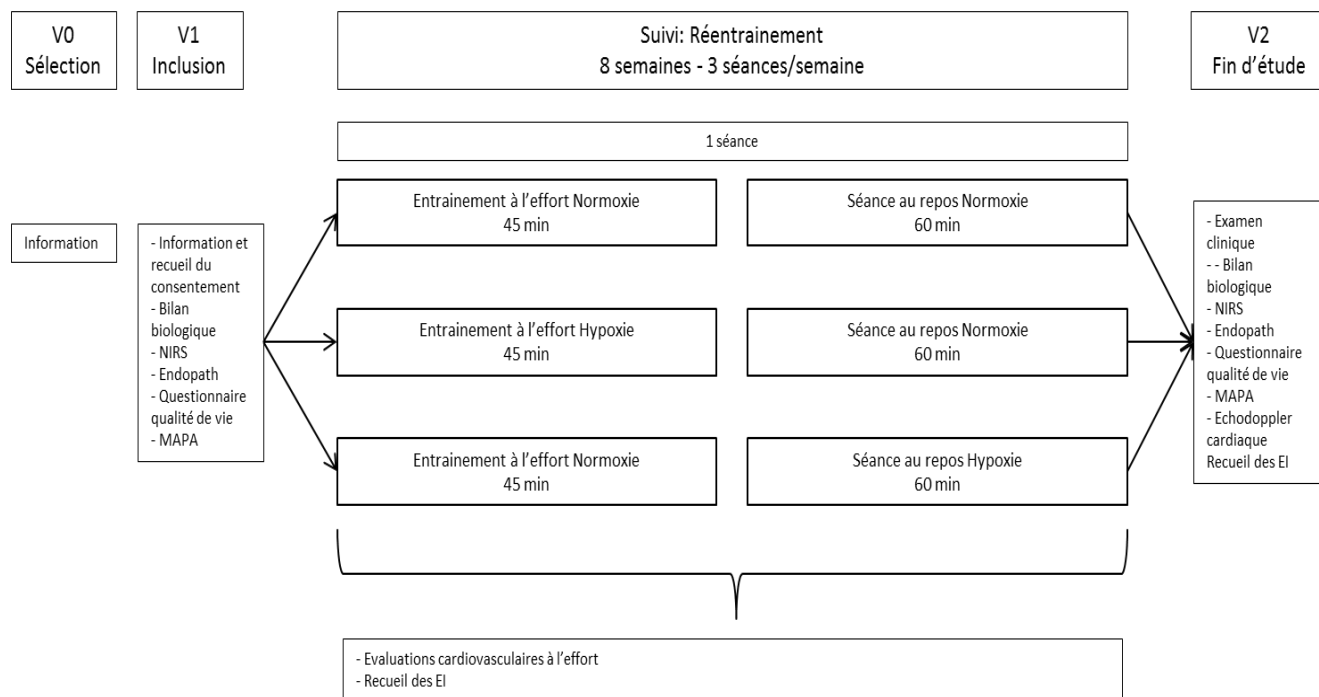 V0
Sélection
V1
Inclusion
Suivi: Réentrainement
8 semaines - 3 séances/semaine
V2
Fin d'étude
1 séance
Information
- Information et
recueil du
consentement
- Bilan
biologique
- NIRS
- Endopath
- Questionnaire
qualité de vie
- MAPA
Entrainement à l'effort Normoxie
45 min
Séance au repos Normoxie
60 min
Entrainement à l'effort Hypoxie
45 min
Séance au repos Normoxie
60 min
Entrainement à l'effort Normoxie
45 min
Séance au repos Hypoxie
60 min
- Examen
clinique
- - Bilan
biologique
- NIRS
- Endopath
- Questionnaire
qualité de vie
- MAPA
- Echodoppler
cardiaque
Recueil des EI
- Evaluations cardiovasculaires à l'effort
- Recueil des EI